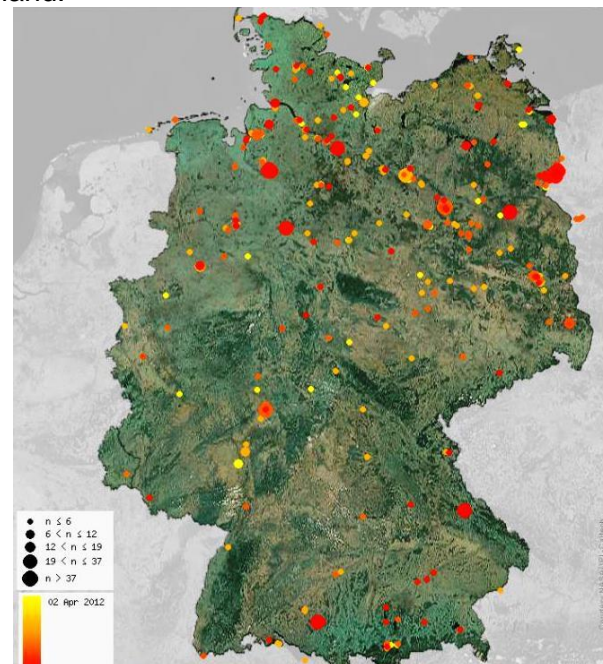 n ≤ 6
6 < n ≤ 12
12 < n ≤ 19
19 < n ≤ 37
n > 37
02 Apr 2012